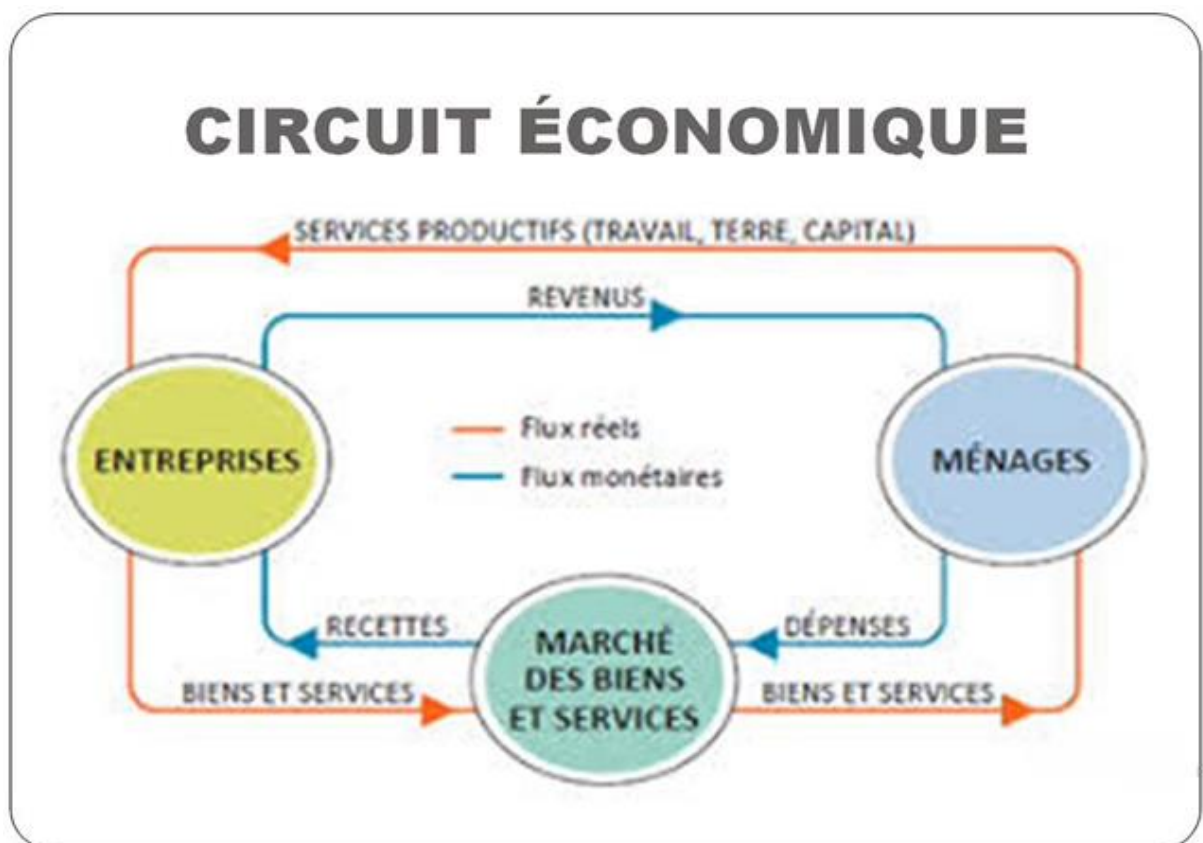 CIRCUIT ÉCONOMIQUE
SERVICES PRODUCTIFS (TRAVAIL, TERRE, CAPITAL)
REVENUS
Flux réels
Flux monétaires
ENTREPRISES
MÉNAGES
RECETTES
DÉPENSES
MARCHÉ
DES BIENS
ET SERVICES
BIENS ET SERVICES
BIENS ET SERVICES